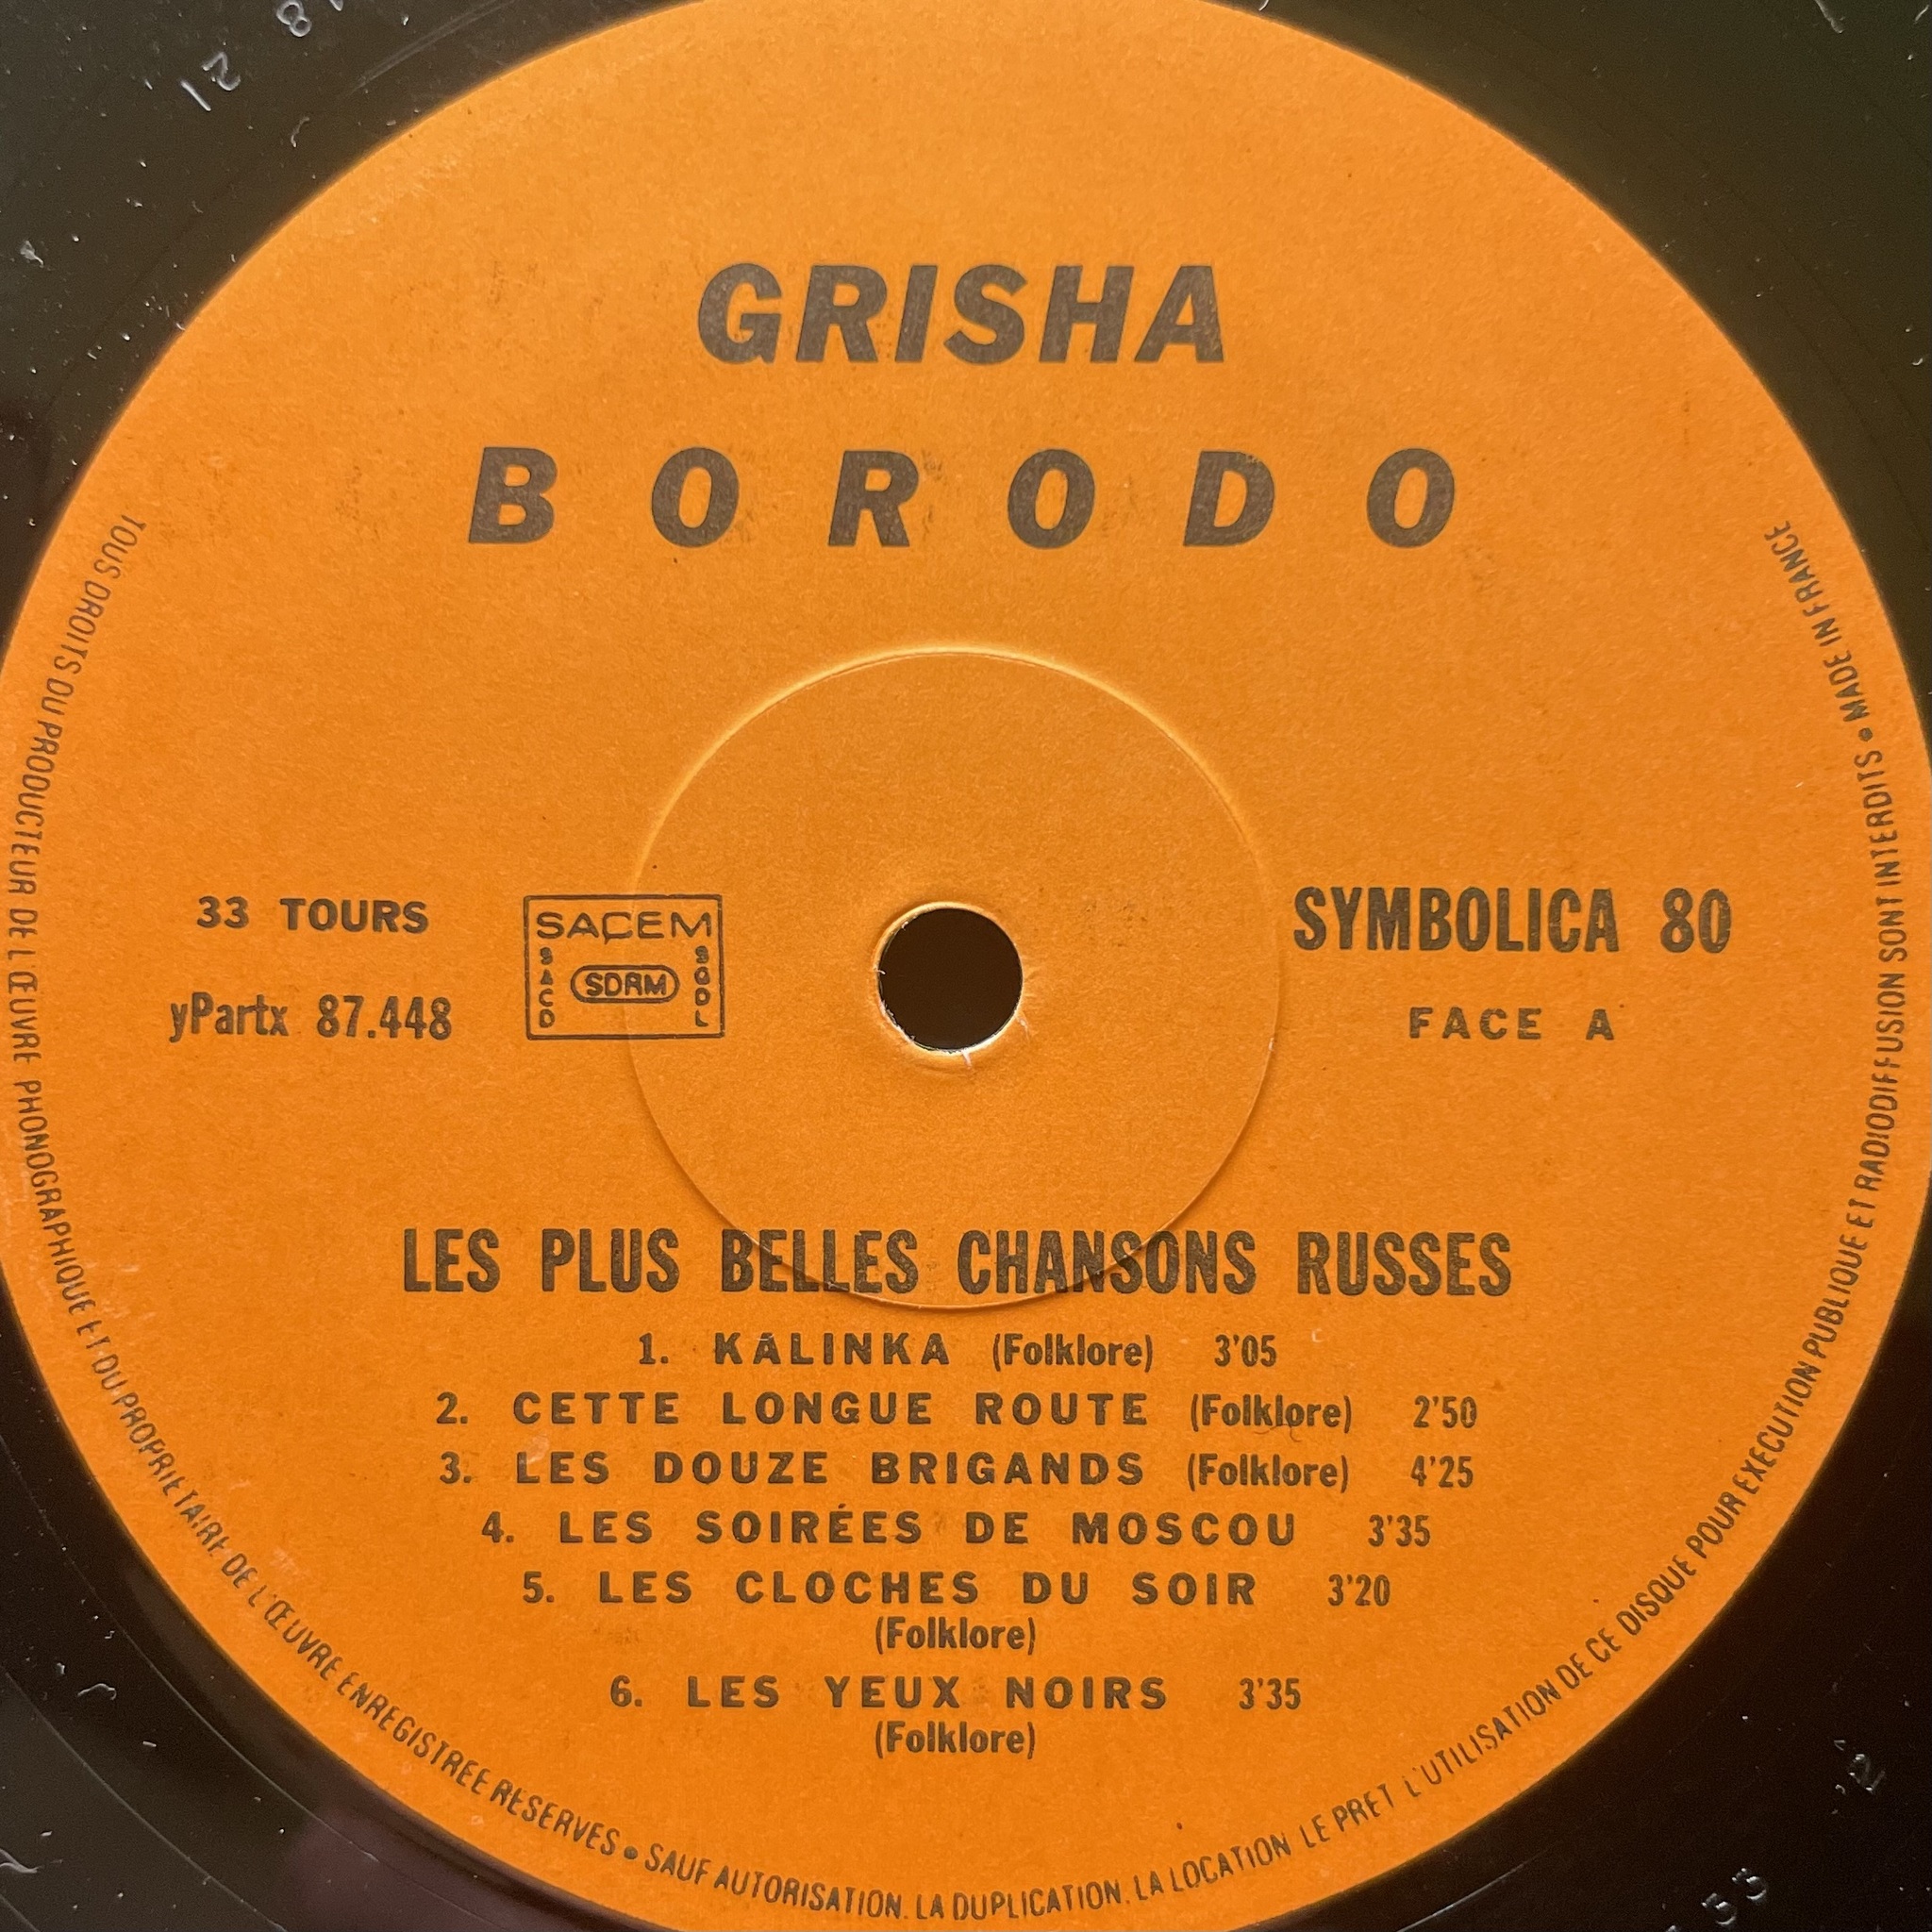 GRISHA
BORODO
33 TOURS
yPartx 87.448
SACEM
SACD
SDRM
SGDL
SYMBOLICA 80
FACE A
LES PLUS BELLES CHANSONS RUSSES
1. KALINKA (Folklore) 3'05
2. CETTE LONGUE ROUTE (Folklore) 2'50
3. LES DOUZE BRIGANDS (Folklore) 4'25
4. LES SOIRÉES DE MOSCOU 3'35
5. LES CLOCHES DU SOIR 3'20
(Folklore)
6. LES YEUX NOIRS 3'35
(Folklore)
TOUS DROITS DU PRODUCTEUR DE L'ŒUVRE PHONOGRAPHIQUE ET DU PROPRIETAIRE DE L'ŒUVRE ENREGISTREE RESERVES • SAUF AUTORISATION. LA DUPLICATION. LA LOCATION LE PRET L'UTILISATION DE CE DISQUE POUR EXECUTION PUBLIQUE ET RADIODIFFUSION SONT INTERDITS • MADE IN FRANCE